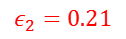 ϵ₂ = 0.21